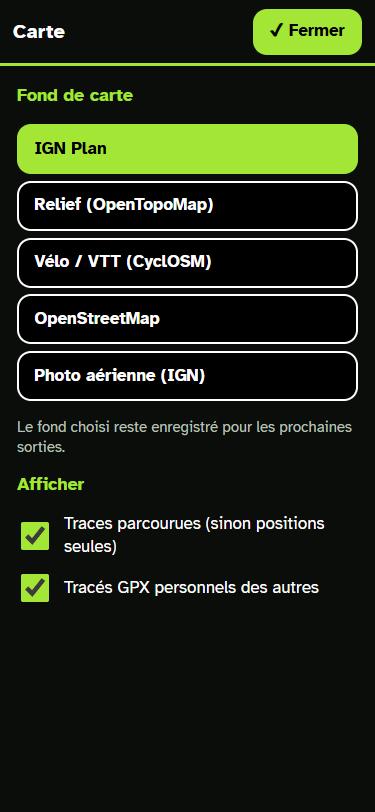 Carte
✓ Fermer
Fond de carte
IGN Plan
Relief (OpenTopoMap)
Vélo / VTT (CyclOSM)
OpenStreetMap
Photo aérienne (IGN)
Le fond choisi reste enregistré pour les prochaines
sorties.
Afficher
Traces parcourues (sinon positions
seules)
Tracés GPX personnels des autres